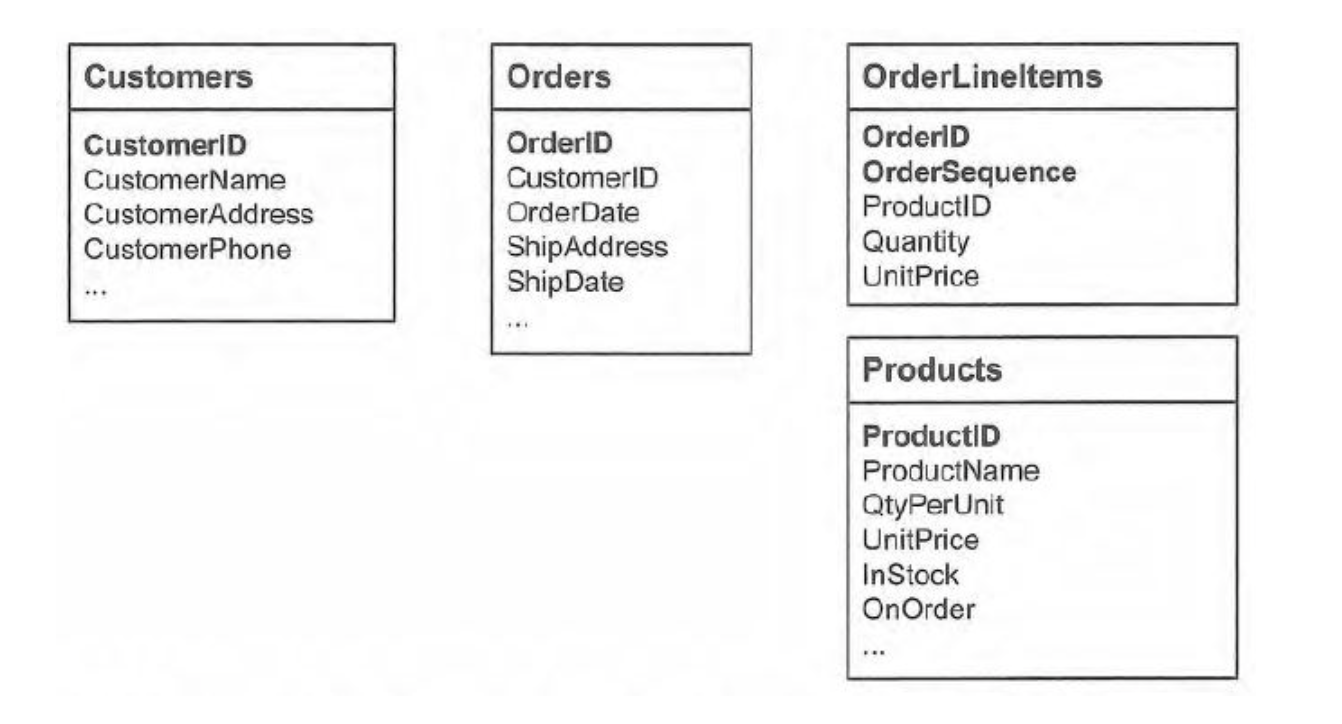 Customers
CustomerID
CustomerName
CustomerAddress
CustomerPhone
...
Orders
OrderID
CustomerID
OrderDate
ShipAddress
ShipDate
...
OrderLineItems
OrderID
OrderSequence
ProductID
Quantity
UnitPrice
Products
ProductID
ProductName
QtyPerUnit
UnitPrice
InStock
OnOrder
...